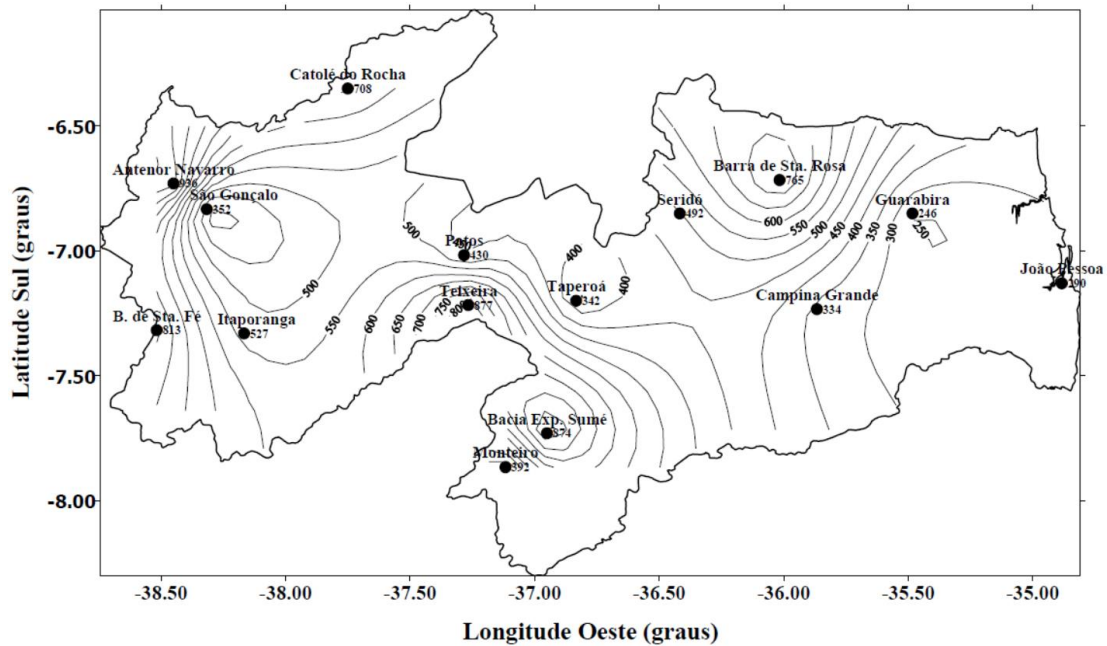 Catolé do Rocha
708
-6.50
Antenor Navarro
936
Barra de Sta. Rosa
765
São Gonçalo
352
Seridó
492
Guarabira
246
600
550
500
450
400
350
300
250
500
-7.00
Patos
430
400
400
João Pessoa
290
500
Teixeira
877
Taperoá
342
Campina Grande
334
550
600
650
700
750
B. de Sta. Fé
813
Itaporanga
527
-7.50
Bacia Exp. Sumé
874
Monteiro
392
-8.00
-38.50
-38.00
-37.50
-37.00
-36.50
-36.00
-35.50
-35.00
Latitude Sul (graus)
Longitude Oeste (graus)